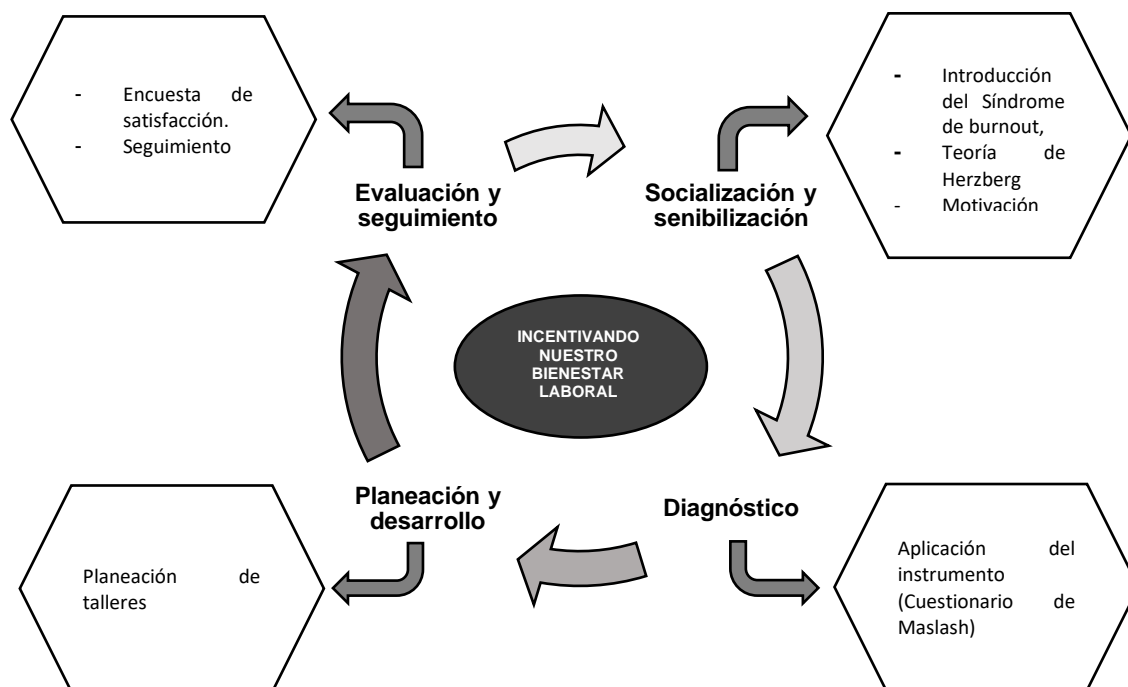 - Encuesta de
satisfacción.
- Seguimiento
- Introducción
del Síndrome
de burnout,
- Teoría de
Herzberg
- Motivación
Evaluación y
seguimiento
Socialización y
senibilización
INCENTIVANDO
NUESTRO
BIENESTAR
LABORAL
Planeación y
desarrollo
Diagnóstico
Planeación de
talleres
Aplicación del
instrumento
(Cuestionario de
Maslash)